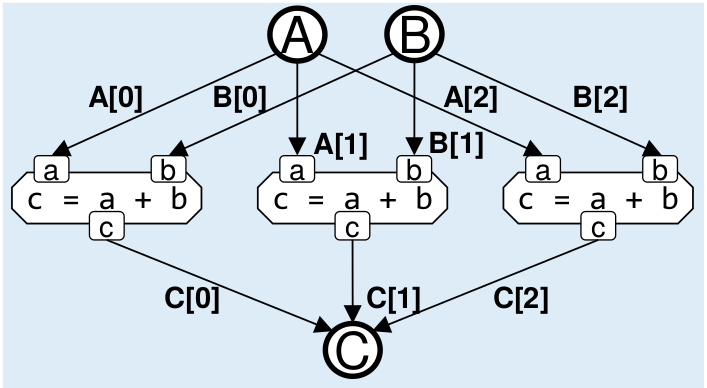 A B
A[0] B[0] A[2] B[2]
A[1] B[1]
a b a b a b
c = a + b c = a + b c = a + b
c c c
C[0] C[1] C[2]
C